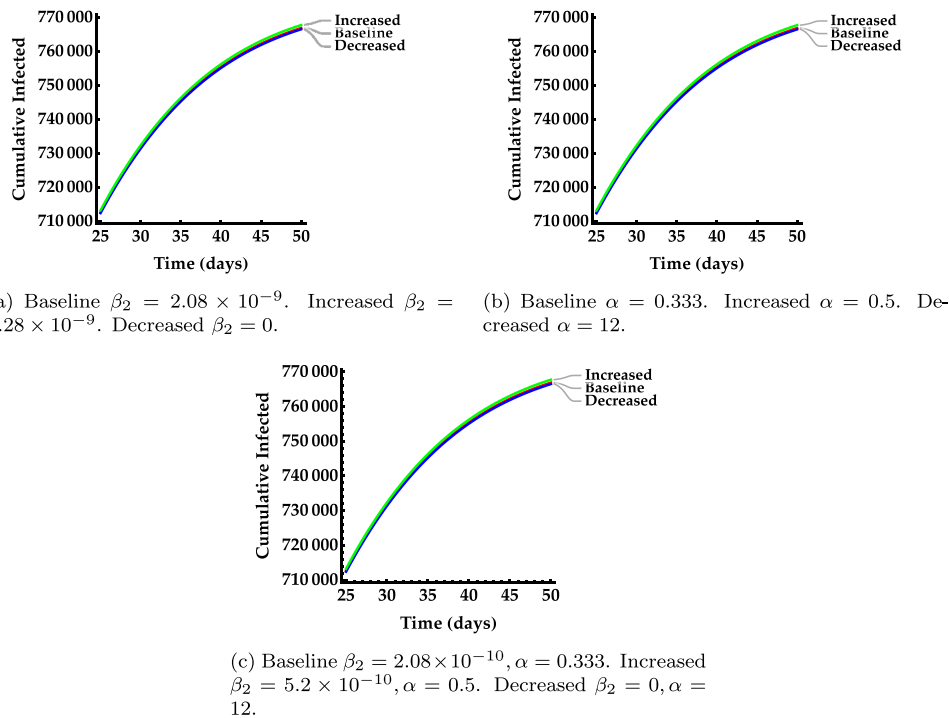 770 000
760 000
750 000
740 000
730 000
720 000
710 000
25 30 35 40 45 50
Cumulative Infected
Time (days)
Increased
Baseline
Decreased
a) Baseline β₂ = 2.08 × 10⁻⁹. Increased β₂ =
.28 × 10⁻⁹. Decreased β₂ = 0.
770 000
760 000
750 000
740 000
730 000
720 000
710 000
25 30 35 40 45 50
Cumulative Infected
Time (days)
Increased
Baseline
Decreased
(b) Baseline α = 0.333. Increased α = 0.5. De-
creased α = 12.
770 000
760 000
750 000
740 000
730 000
720 000
710 000
25 30 35 40 45 50
Cumulative Infected
Time (days)
Increased
Baseline
Decreased
(c) Baseline β₂ = 2.08×10⁻¹⁰, α = 0.333. Increased
β₂ = 5.2 × 10⁻¹⁰, α = 0.5. Decreased β₂ = 0, α =
12.